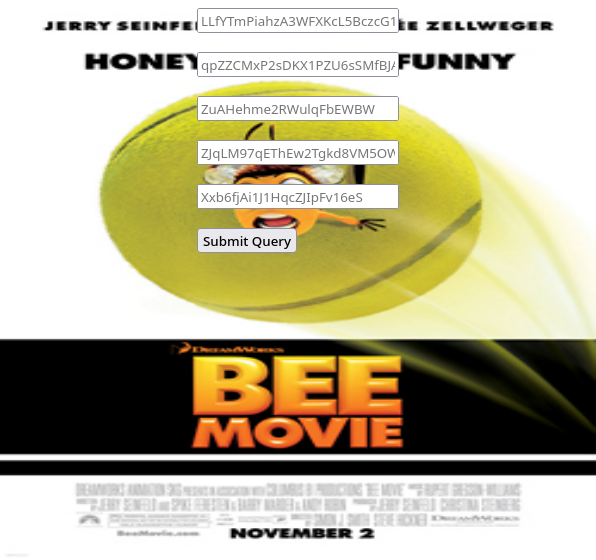 LLfYTmPiahzA3WFXKcL5BczcG1
JERRY SEINFE EE ZELLWEGER
qpZZCMxP2sDKX1PZU6sSMfBJA
HONEY FUNNY
ZuAHehme2RWulqFbEWBW
ZJqLM97qEThEw2Tgkd8VM5OW
Xxb6fjAi1J1HqcZJIpFv16eS
Submit Query
DREAMWORKS
BEE
MOVIE
BeeMovie.com NOVEMBER 2